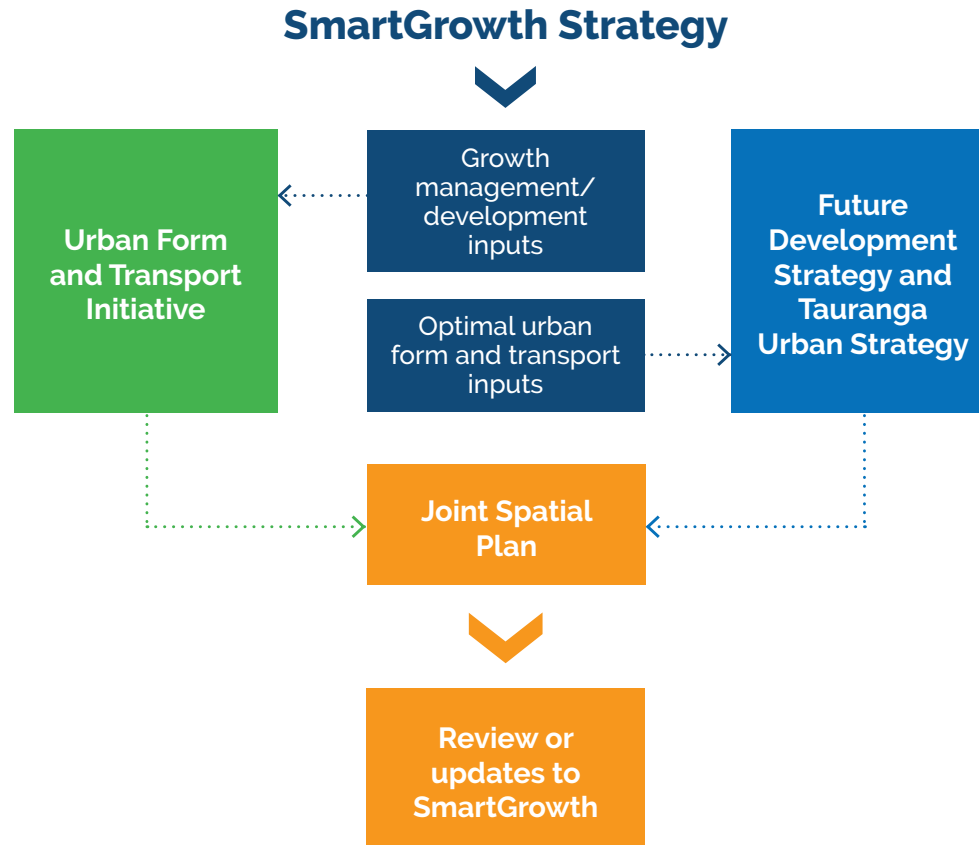 SmartGrowth Strategy
Growth
management/
development
inputs
Urban Form
and Transport
Initiative
Future
Development
Strategy and
Tauranga
Urban Strategy
Optimal urban
form and transport
inputs
Joint Spatial
Plan
Review or
updates to
SmartGrowth